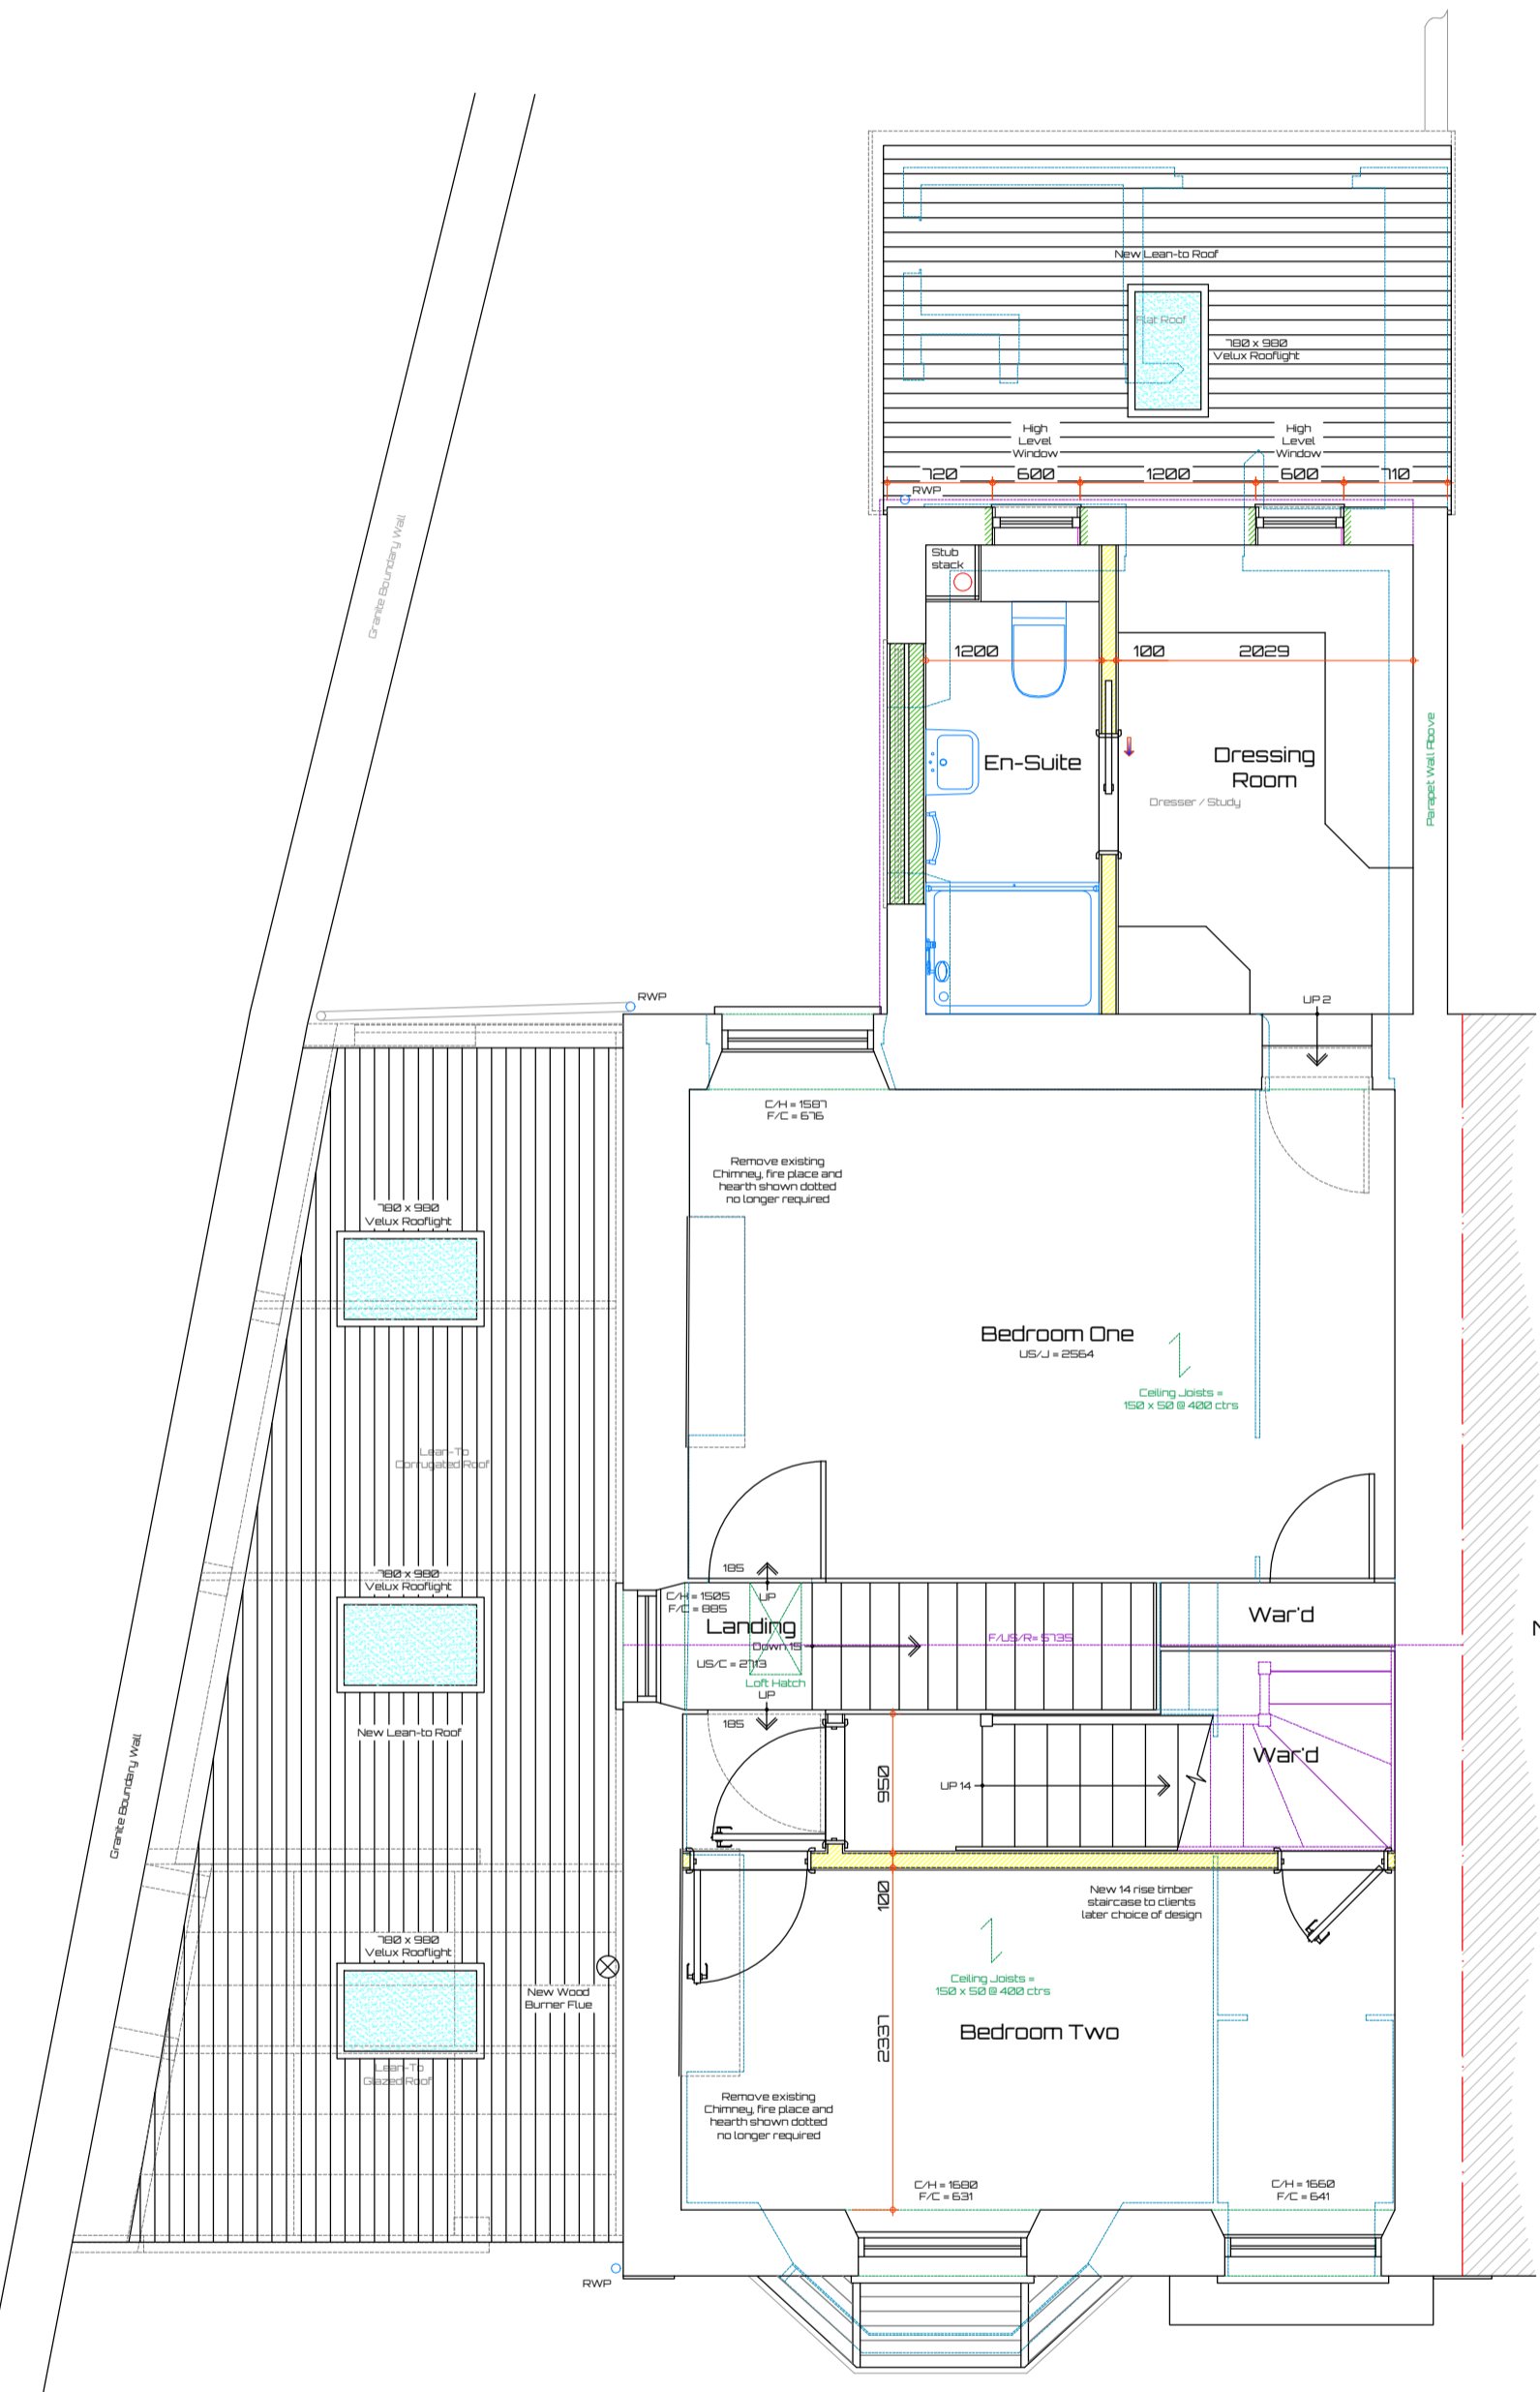 New Lean-to Roof
Flat Roof
780 x 980
Velux Rooflight
High
Level
Window
High
Level
Window
720
600
1200
600
710
RWP
Stub
stack
Granite Boundary Wall
1200
100
2029
En-Suite
Dressing
Room
Dresser / Study
Parapet Wall Above
RWP
UP 2
C/H = 1587
F/C = 676
Remove existing
Chimney, fire place and
hearth shown dotted
no longer required
780 x 980
Velux Rooflight
Bedroom One
US/J = 2564
Ceiling Joists =
150 x 50 @ 400 ctrs
Lean-To
Corrugated Roof
780 x 980
Velux Rooflight
185
UP
C/H = 1505
F/C = 885
Landing
Down 15
US/C = 2713
Loft Hatch
UP
185
F/US/R= 5735
War'd
N
New Lean-to Roof
Granite Boundary Wall
War'd
950
UP 14
100
New 14 rise timber
staircase to clients
later choice of design
780 x 980
Velux Rooflight
New Wood
Burner Flue
Ceiling Joists =
150 x 50 @ 400 ctrs
Bedroom Two
2337
Lean-To
Glazed Roof
Remove existing
Chimney, fire place and
hearth shown dotted
no longer required
C/H = 1680
F/C = 631
C/H = 1660
F/C = 641
RWP